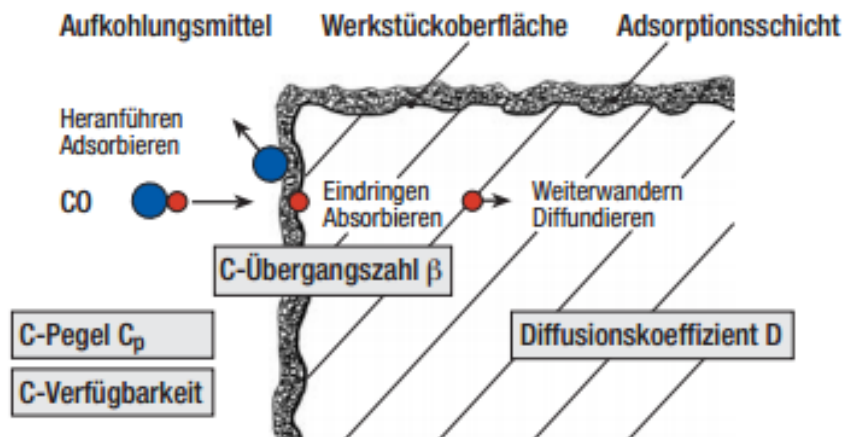 Aufkohlungsmittel Werkstückoberfläche Adsorptionsschicht
Heranführen
Adsorbieren
CO
Eindringen
Absorbieren
Weiterwandern
Diffundieren
C-Übergangszahl β
C-Pegel Cₚ
Diffusionskoeffizient D
C-Verfügbarkeit